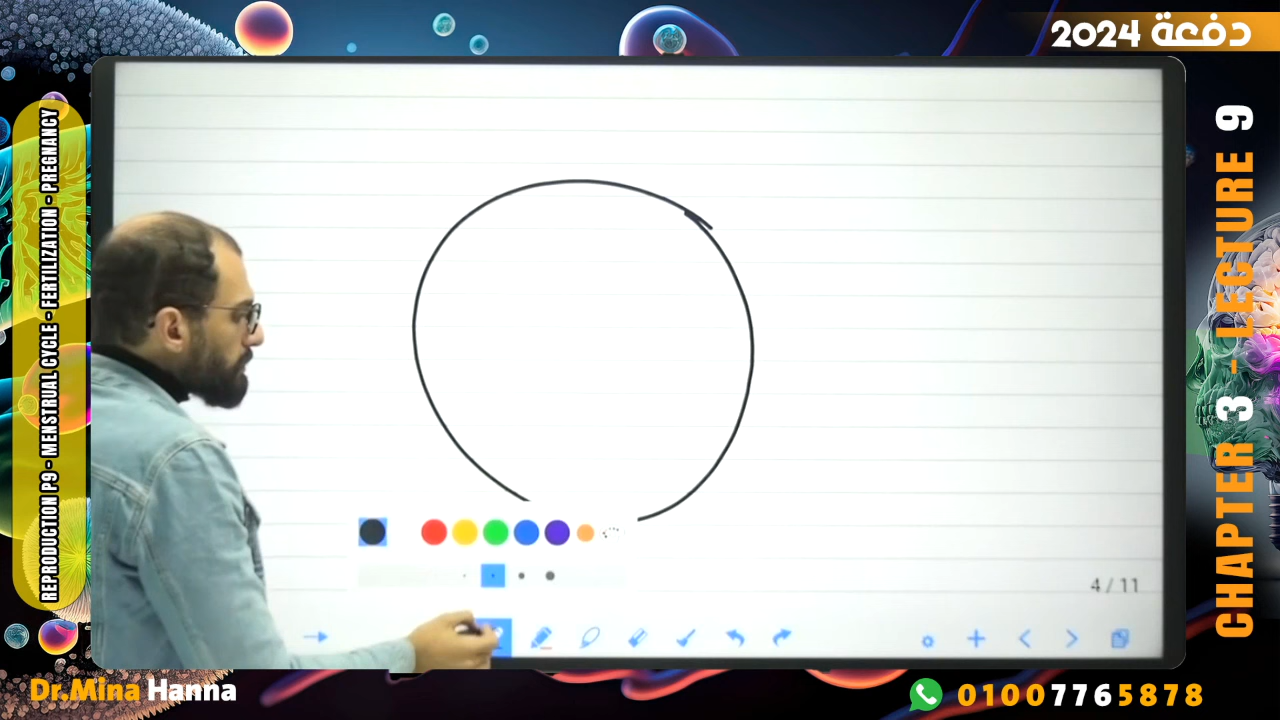 دفعة 2024
REPRODUCTION P9 - MENSTRUAL CYCLE - FERTILIZATION - PREGNANCY
CHAPTER 3 - LECTURE 9
4 / 11
Dr.Mina Hanna
01007765878